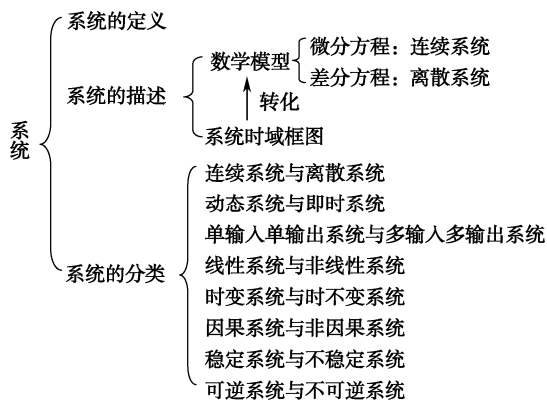 系统
系统的定义
系统的描述
数学模型
微分方程：连续系统
差分方程：离散系统
转化
系统时域框图
系统的分类
连续系统与离散系统
动态系统与即时系统
单输入单输出系统与多输入多输出系统
线性系统与非线性系统
时变系统与时不变系统
因果系统与非因果系统
稳定系统与不稳定系统
可逆系统与不可逆系统